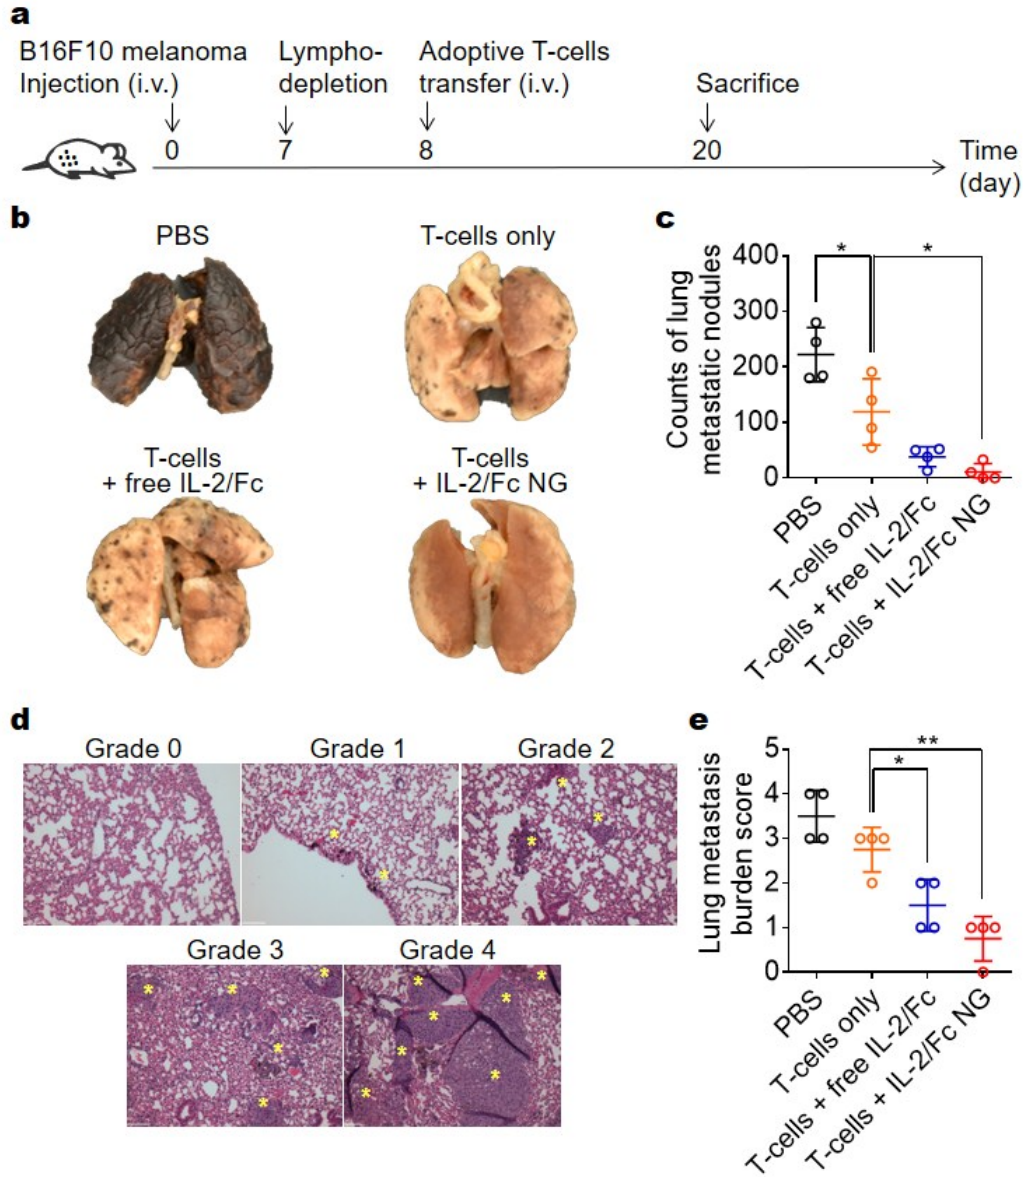 a
B16F10 melanoma
Injection (i.v.)
Lympho-
depletion
Adoptive T-cells
transfer (i.v.)
Sacrifice
0
7
8
20
Time
(day)
b
PBS
T-cells only
T-cells
+ free IL-2/Fc
T-cells
+ IL-2/Fc NG
c
Counts of lung
metastatic nodules
400
300
200
100
0
*
*
PBS
T-cells only
T-cells + free IL-2/Fc
T-cells + IL-2/Fc NG
d
Grade 0
Grade 1
Grade 2
* * * * *
Grade 3
Grade 4
* * * * * * * * * * *
e
Lung metastasis
burden score
5
4
3
2
1
0
**
*
PBS
T-cells only
T-cells + free IL-2/Fc
T-cells + IL-2/Fc NG